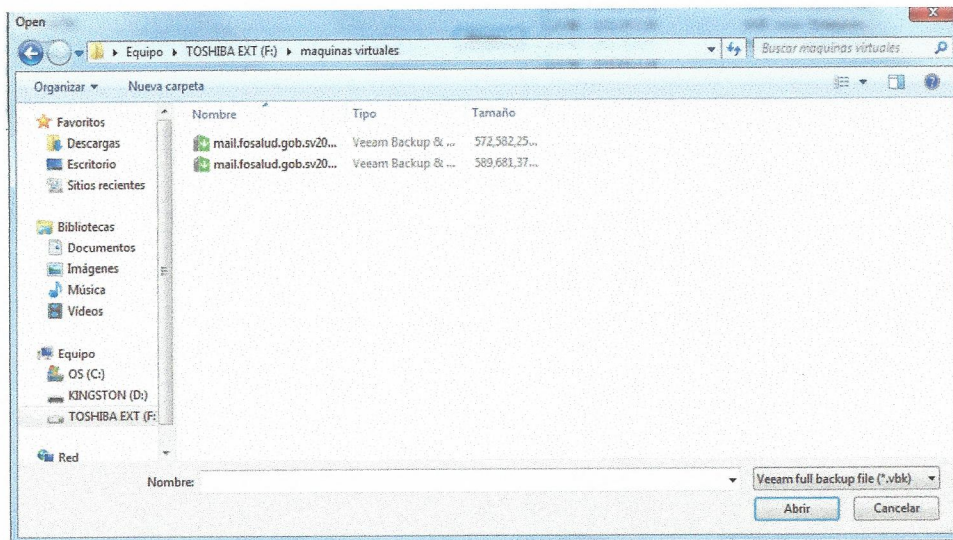 Open
Equipo ▸ TOSHIBA EXT (F:) ▸ maquinas virtuales
Buscar maquinas virtuales
Organizar ▾ Nueva carpeta
Nombre Tipo Tamaño
mail.fosalud.gob.sv20... Veeam Backup & ... 572,582,25...
mail.fosalud.gob.sv20... Veeam Backup & ... 589,681,37...
Favoritos
Descargas
Escritorio
Sitios recientes
Bibliotecas
Documentos
Imágenes
Música
Vídeos
Equipo
OS (C:)
KINGSTON (D:)
TOSHIBA EXT (F:
Red
Nombre:
Veeam full backup file (*.vbk)
Abrir Cancelar